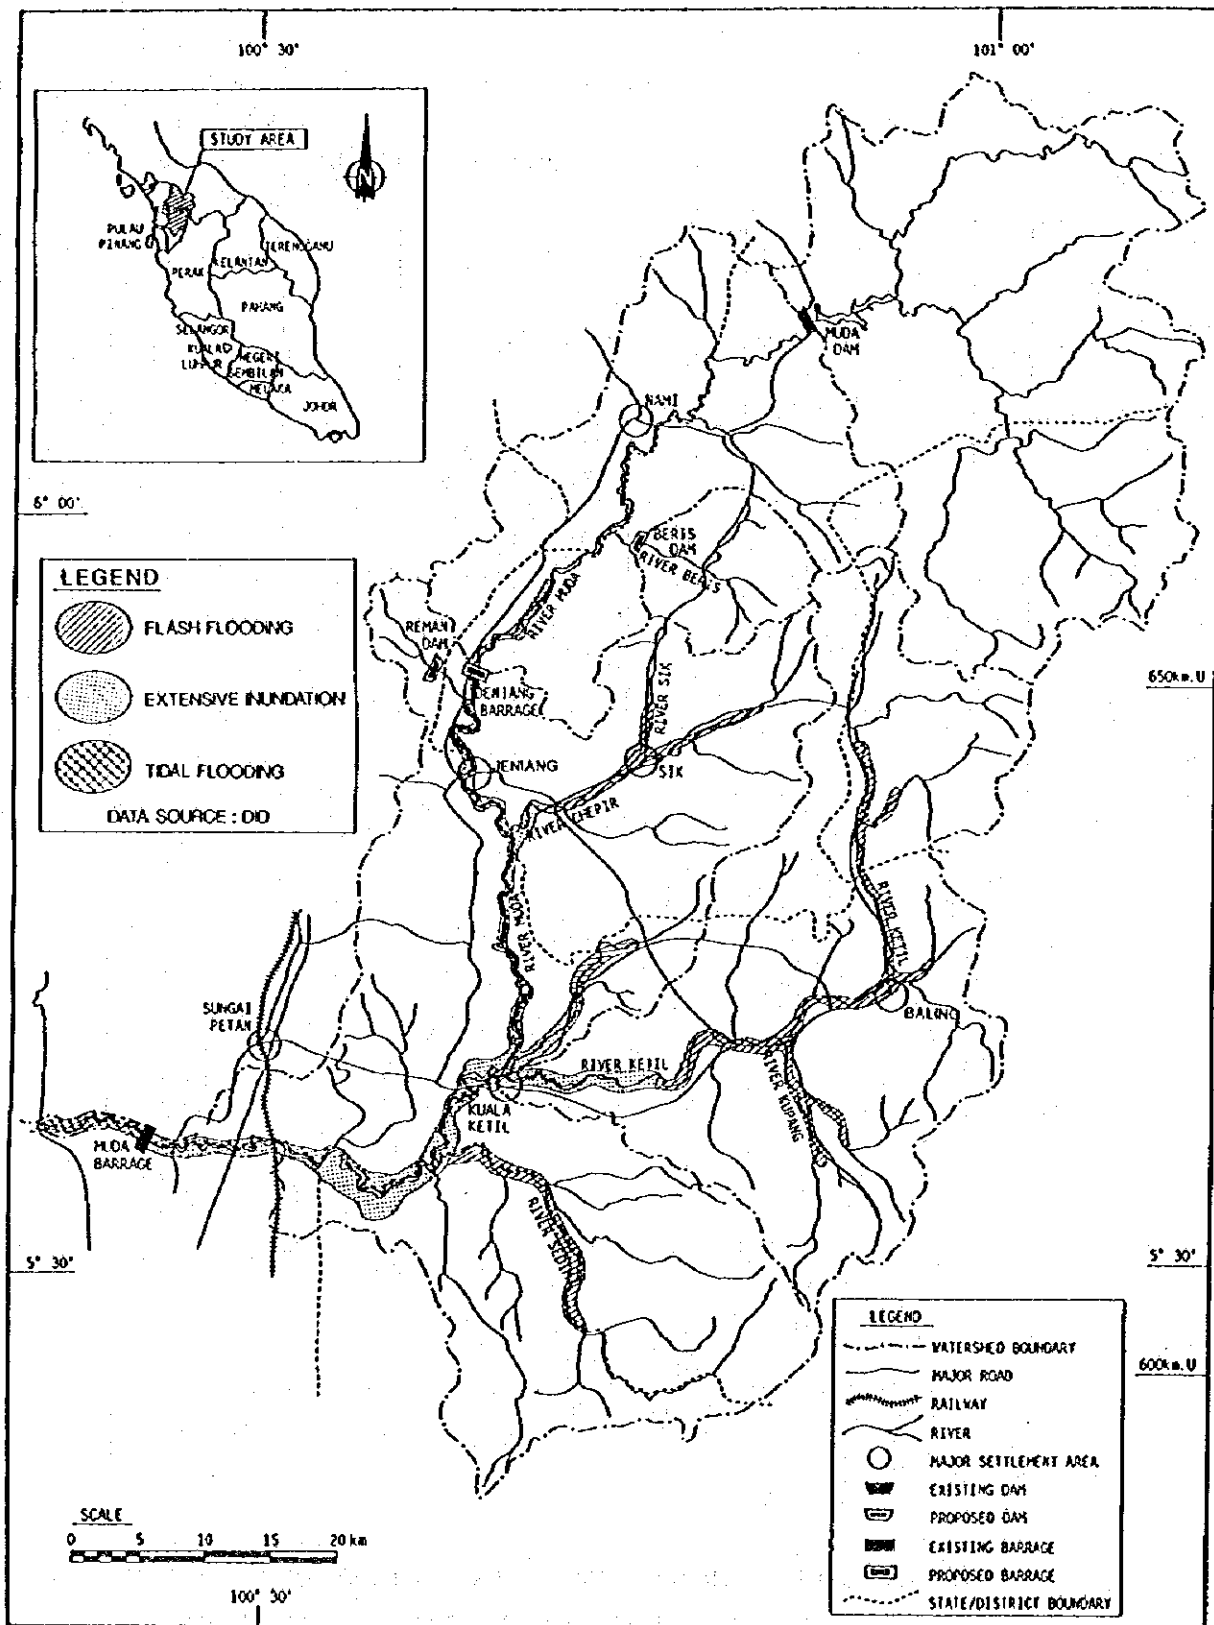 100° 30'
101° 00'
STUDY AREA
N
PULAU
PINANG
PERAK
KELANTAN
TERENGGANU
PAHANG
SELANGOR
KUALA
LUMPUR
NEGERI
SEMBILAN
MELAKA
JOHOR
MUDA
DAM
NAMI
6° 00'
BERIS
DAM
RIVER BERIS
RIVER MUDA
LEGEND
FLASH FLOODING
EXTENSIVE INUNDATION
TIDAL FLOODING
DATA SOURCE : DID
REMAN
DAM
JENIANG
BARRAGE
RIVER SIK
650km.U
JENIANG
SIK
RIVER CHEPIR
RIVER MUDA
RIVER KETIL
SUNGAI
PETANI
BALING
RIVER KETIL
KUALA
KETIL
RIVER KUPANG
MUDA
BARRAGE
RIVER SEDIM
5° 30'
5° 30'
LEGEND
WATERSHED BOUNDARY
MAJOR ROAD
RAILWAY
RIVER
MAJOR SETTLEMENT AREA
EXISTING DAM
PROPOSED DAM
EXISTING BARRAGE
PROPOSED BARRAGE
STATE/DISTRICT BOUNDARY
600km.U
SCALE
0 5 10 15 20 km
100° 30'